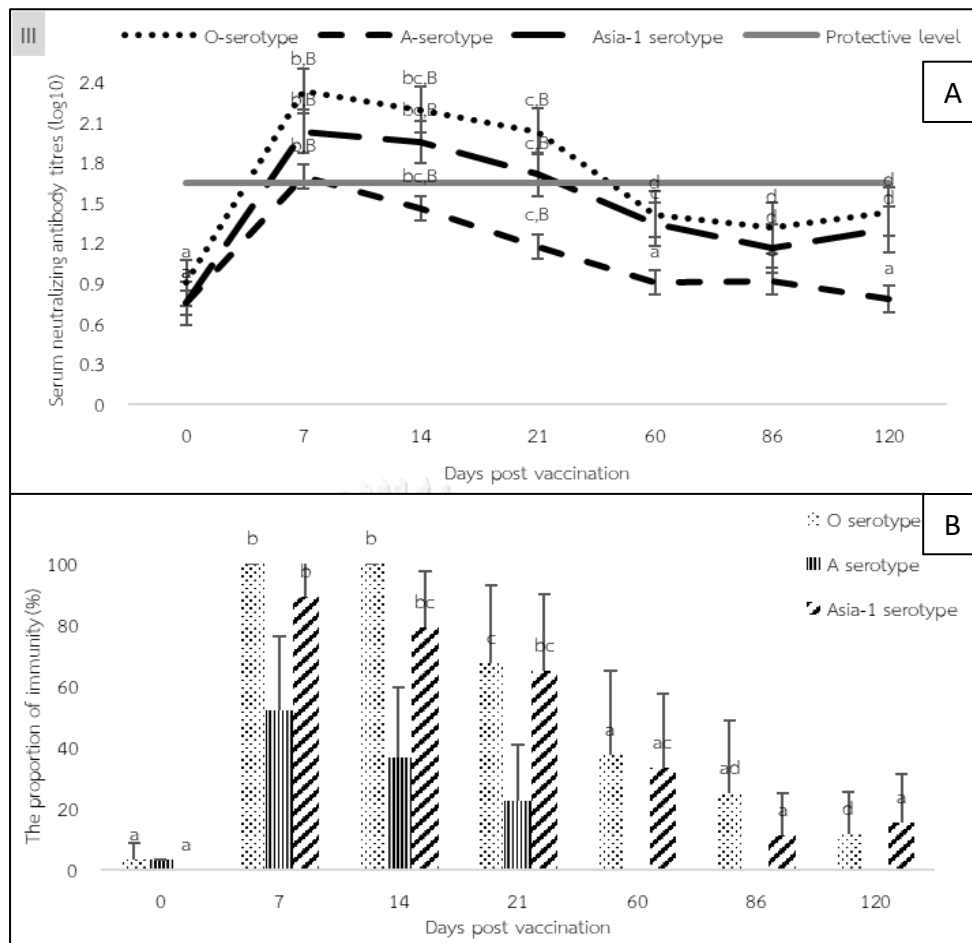 III
O-serotype A-serotype Asia-1 serotype Protective level
A
Serum neutralizing antibody titres (log10)
2.4
2.1
1.8
1.5
1.2
0.9
0.6
0.3
0
a
a
b,B
b,B
b,B
bc,B
bc,B
bc,B
c,B
c,B
c,B
d
a
d
d
d
d
a
0 7 14 21 60 86 120
Days post vaccination
B
O serotype
A serotype
Asia-1 serotype
The proportion of immunity (%)
100
80
60
40
20
0
a a
b b
b bc
c bc
a ac
ad a
d a
0 7 14 21 60 86 120
Days post vaccination